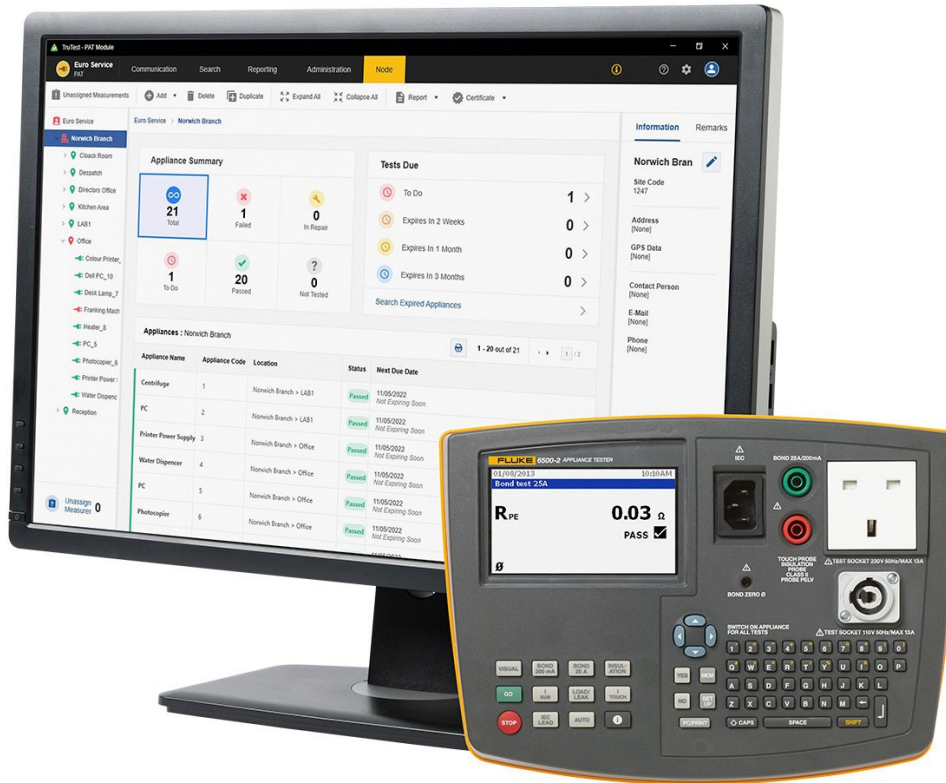 TruTest - PAT Module
Euro Service
PAT
Communication Search Reporting Administration Node
Unassigned Measurements Add Delete Duplicate Expand All Collapse All Report Certificate
Euro Service
Norwich Branch
Cloack Room
Despatch
Directors Office
Kitchen Area
LAB1
Office
Colour Printer_
Dell PC_10
Desk Lamp_7
Franking Mach
Heater_8
PC_5
Photocopier_6
Printer Power
Water Dispenc
Reception
Unassign
Measurer 0
Euro Service > Norwich Branch
Appliance Summary
21
Total
1
Failed
0
In Repair
1
To Do
20
Passed
?
0
Not Tested
Tests Due
To Do 1 >
Expires In 2 Weeks 0 >
Expires In 1 Month 0 >
Expires In 3 Months 0 >
Search Expired Appliances >
Appliances : Norwich Branch
1 - 20 out of 21
1 / 2
Appliance Name Appliance Code Location Status Next Due Date
Centrifuge 1 Norwich Branch > LAB1 Passed 11/05/2022
Not Expiring Soon
PC 2 Norwich Branch > LAB1 Passed 11/05/2022
Not Expiring Soon
Printer Power Supply 3 Norwich Branch > Office Passed 11/05/2022
Not Expiring Soon
Water Dispencer 4 Norwich Branch > Office Passed 11/05/2022
Not Expiring Soon
PC 5 Norwich Branch > Office Passed 11/05/2022
Not Expiring Soon
Photocopier 6 Norwich Branch > Office Passed 11/05/2022
Not Expiring Soon
Information Remarks
Norwich Bran
Site Code
1247
Address
[None]
GPS Data
[None]
Contact Person
[None]
E-Mail
[None]
Phone
[None]
FLUKE 6500-2 APPLIANCE TESTER
01/08/2013 10:10AM
Bond test 25A
RPE 0.03 Ω
PASS
Ø
IEC
BOND 25A/200mA
TOUCH PROBE
INSULATION
PROBE
CLASS II
PROBE PELV
BOND ZERO Ø
TEST SOCKET 230V 50Hz/MAX 13A
TEST SOCKET 110V 50Hz/MAX 13A
SWITCH ON APPLIANCE
FOR ALL TESTS
VISUAL
BOND
200 mA
BOND
25 A
INSUL-
ATION
GO
I
SUB
LOAD/
LEAK
I
TOUCH
STOP
IEC
LEAD
AUTO
i
YES MEM
NO SET
UP
PC/PRINT
1 2 3 4 5 6 7 8 9 0
Q W E R T Y U I O P
A S D F G H J K L
Z X C V B N M
CAPS SPACE SHIFT